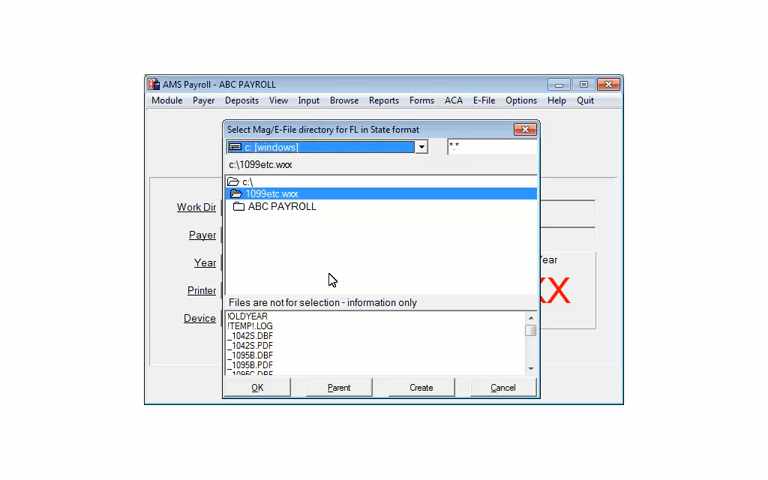 AMS Payroll - ABC PAYROLL
Module Payer Deposits View Input Browse Reports Forms ACA E-File Options Help Quit
Select Mag/E-File directory for FL in State format
c: [windows] *.*
c:\1099etc.wxx
c:\
1099etc.wxx
ABC PAYROLL
Work Dir
Payer
Year
Printer
Device
Files are not for selection - information only
!OLDYEAR
!TEMP!.LOG
_1042S.DBF
_1042S.PDF
_1095B.DBF
_1095B.PDF
_1095C.DBF
OK Parent Create Cancel